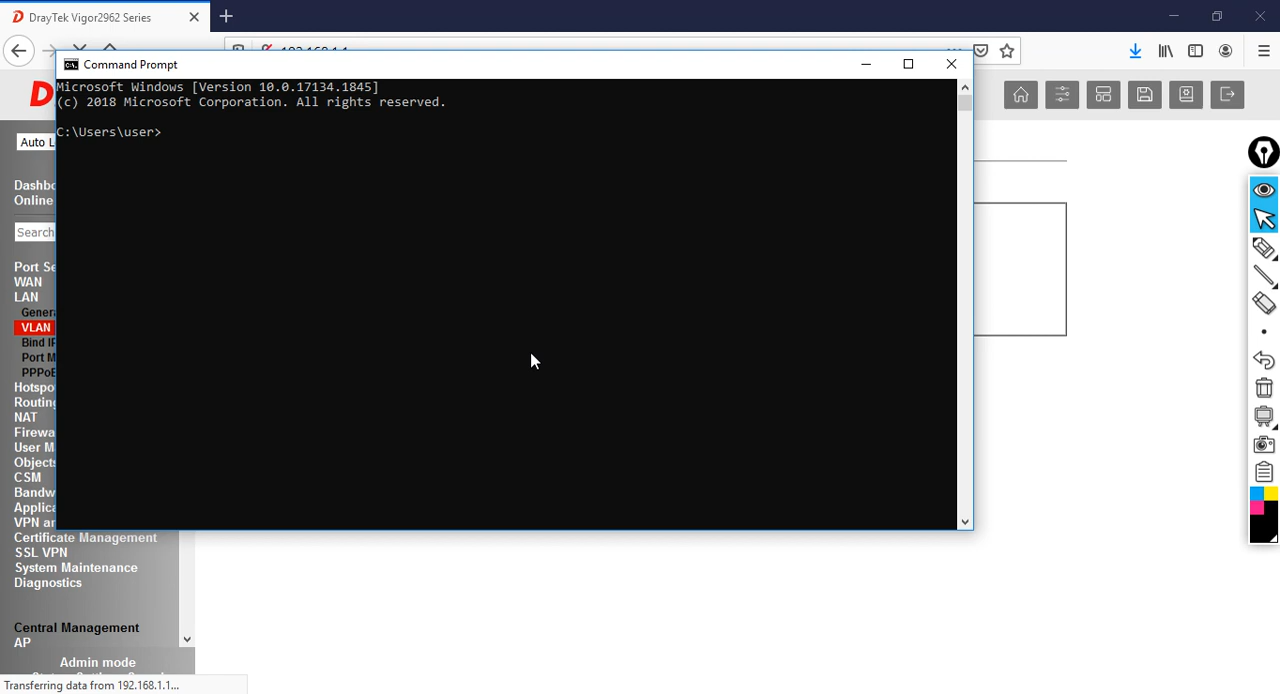 DrayTek Vigor2962 Series
Command Prompt
Microsoft Windows [Version 10.0.17134.1845]
(c) 2018 Microsoft Corporation. All rights reserved.
C:\Users\user>
D
Auto L
Dashbo
Online
Search
Port Se
WAN
LAN
Genera
VLAN
Bind IP
Port M
PPPoE
Hotspo
Routing
NAT
Firewa
User M
Objects
CSM
Bandw
Applica
VPN an
Certificate Management
SSL VPN
System Maintenance
Diagnostics
Central Management
AP
Admin mode
Transferring data from 192.168.1.1...